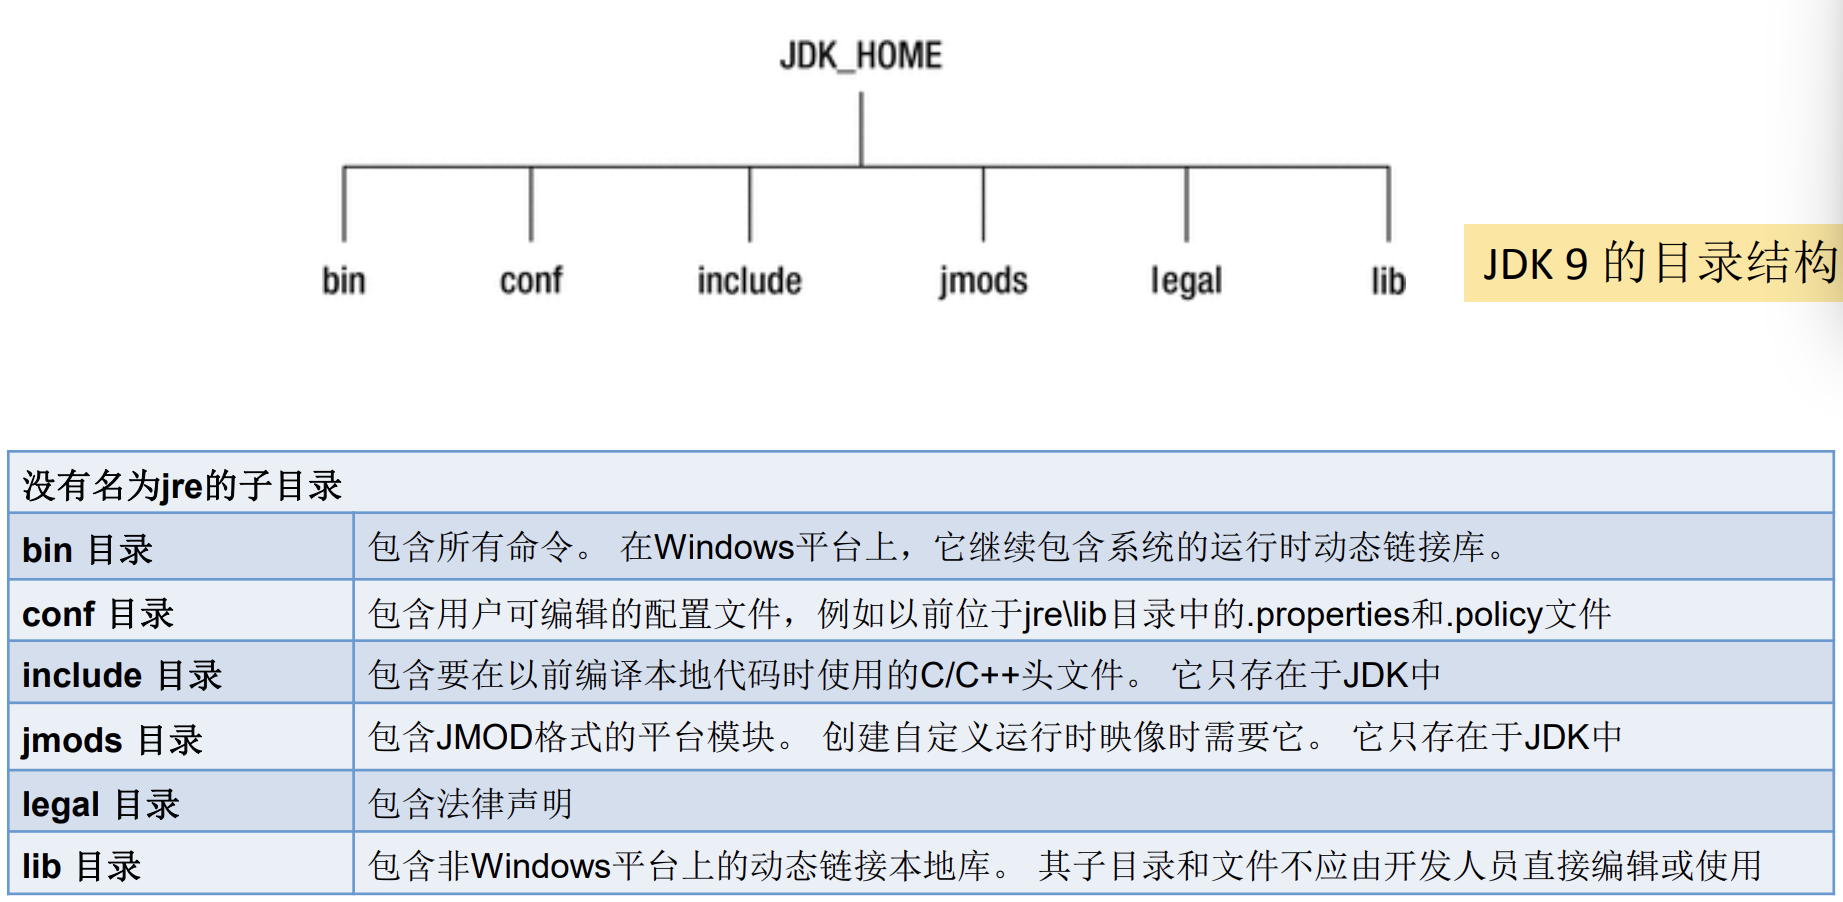 JDK_HOME
bin conf include jmods legal lib
JDK 9 的目录结构
没有名为jre的子目录
bin 目录 包含所有命令。 在Windows平台上，它继续包含系统的运行时动态链接库。
conf 目录 包含用户可编辑的配置文件，例如以前位于jre\lib目录中的.properties和.policy文件
include 目录 包含要在以前编译本地代码时使用的C/C++头文件。 它只存在于JDK中
jmods 目录 包含JMOD格式的平台模块。 创建自定义运行时映像时需要它。 它只存在于JDK中
legal 目录 包含法律声明
lib 目录 包含非Windows平台上的动态链接本地库。 其子目录和文件不应由开发人员直接编辑或使用